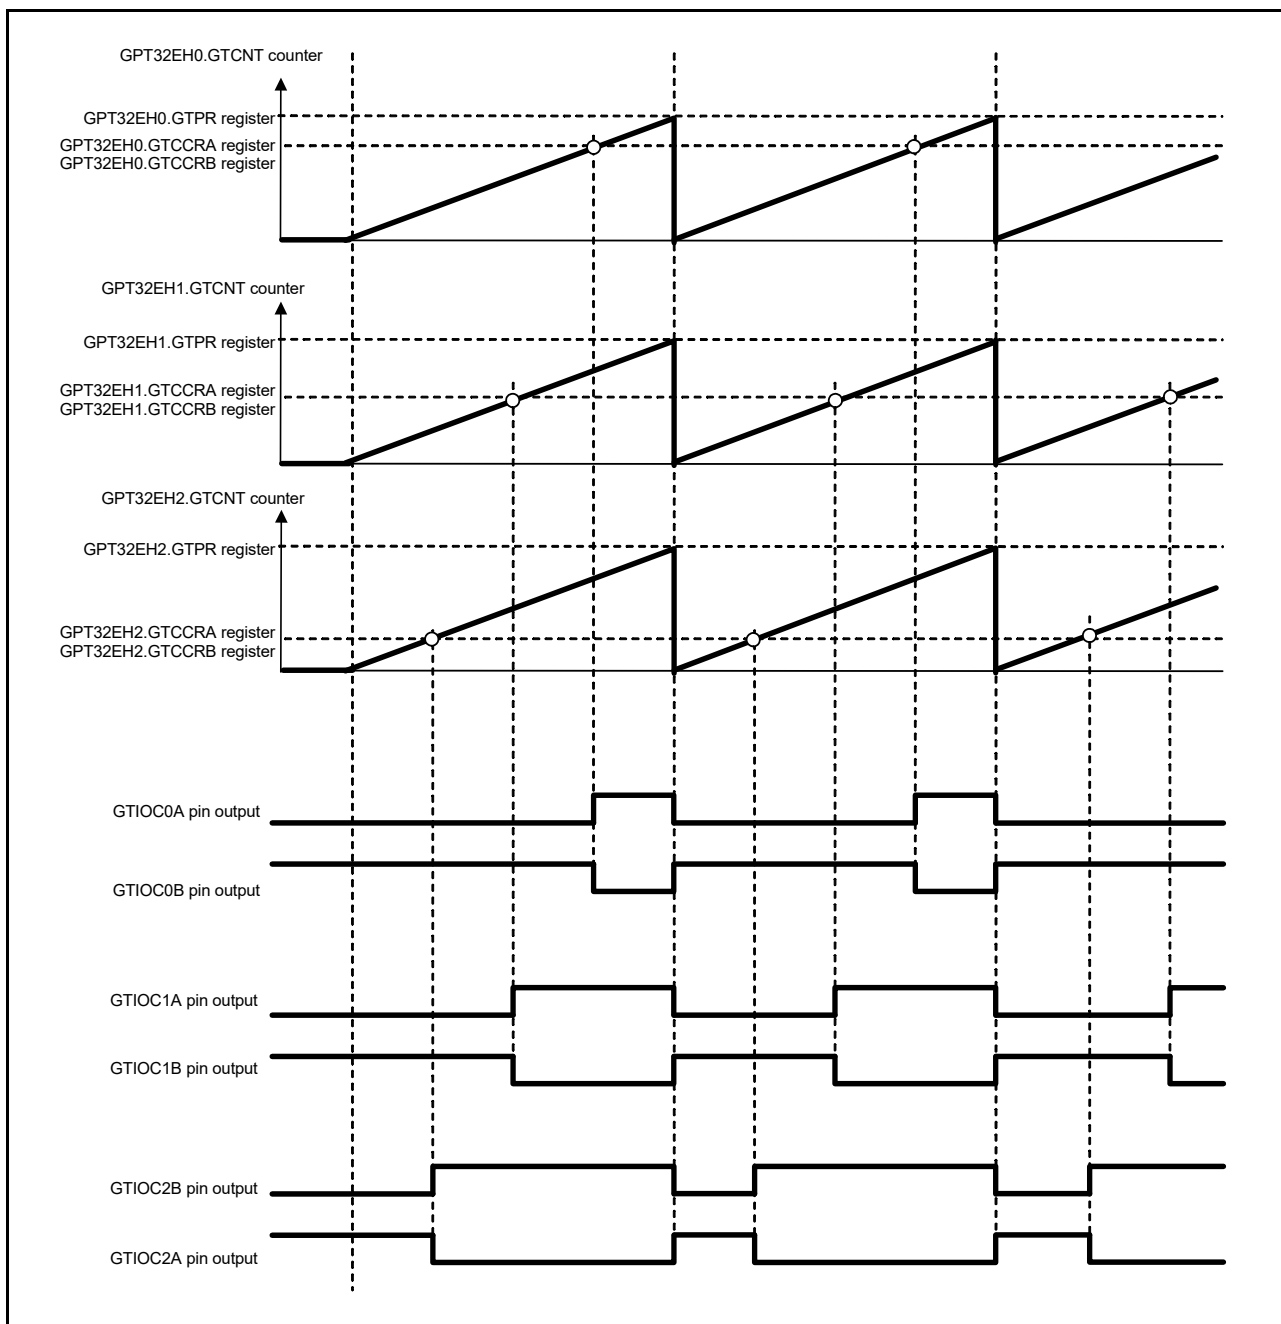 GPT32EH0.GTCNT counter
GPT32EH0.GTPR register
GPT32EH0.GTCCRA register
GPT32EH0.GTCCRB register
GPT32EH1.GTCNT counter
GPT32EH1.GTPR register
GPT32EH1.GTCCRA register
GPT32EH1.GTCCRB register
GPT32EH2.GTCNT counter
GPT32EH2.GTPR register
GPT32EH2.GTCCRA register
GPT32EH2.GTCCRB register
GTIOC0A pin output
GTIOC0B pin output
GTIOC1A pin output
GTIOC1B pin output
GTIOC2B pin output
GTIOC2A pin output